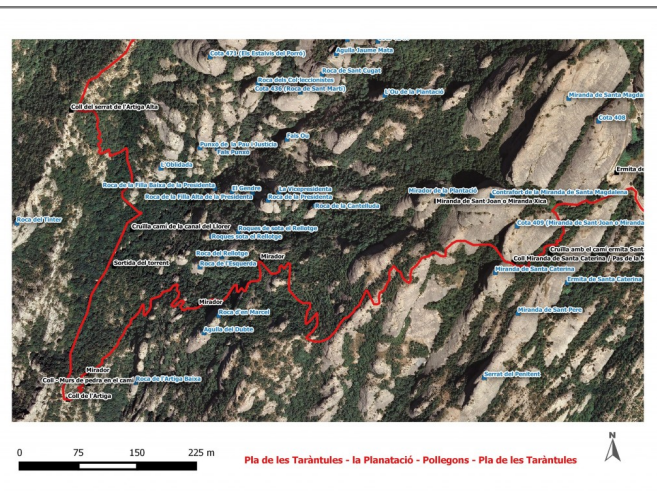 Cota 471 (Els Estalvis del Porró)
Agulla Jaume Mata
Roca de Sant Cugat
Roca dels Col·leccionistes
Cota 436 (Roca de Sant Martí)
L'Ou de la Plantació
Miranda de Santa Magda
Cota 408
Coll del serrat de l'Artiga Alta
Pals Ou
Punxó de la Pau i Justícia
Fals Punxó
L'Oblidada
Ermita de
Roca de la Filla Baixa de la Presidenta
El Gendre
La Vicepresidenta
Mirador de la Plantació
Contrafort de la Miranda de Santa Magdalena
Roca de la Filla Alta de la Presidenta
Roca de la Presidenta
Miranda de Sant Joan o Miranda Xica
Roca de la Cantelluda
Roca del Tinter
Cruïlla camí de la canal del Llorer
Roques de sota el Rellotge
Cota 409 (Miranda de Sant Joan o Miranda
Roques sota el Rellotge
Roca del Rellotge
Mirador
Cruïlla amb el camí ermita Sant
Sortida del torrent
Roca de l'Esquerda
Coll Miranda de Santa Caterina / Pas de la
Miranda de Santa Caterina
Ermita de Santa Caterina
Mirador
Roca d'en Marcel
Miranda de Sant Pere
Agulla del Dubte
Mirador
Coll - Murs de pedra en el camí
Roca de l'Artiga Baixa
Serrat del Penitent
Coll de l'Artiga
N
0 75 150 225 m
Pla de les Taràntules - la Planatació - Pollegons - Pla de les Taràntules